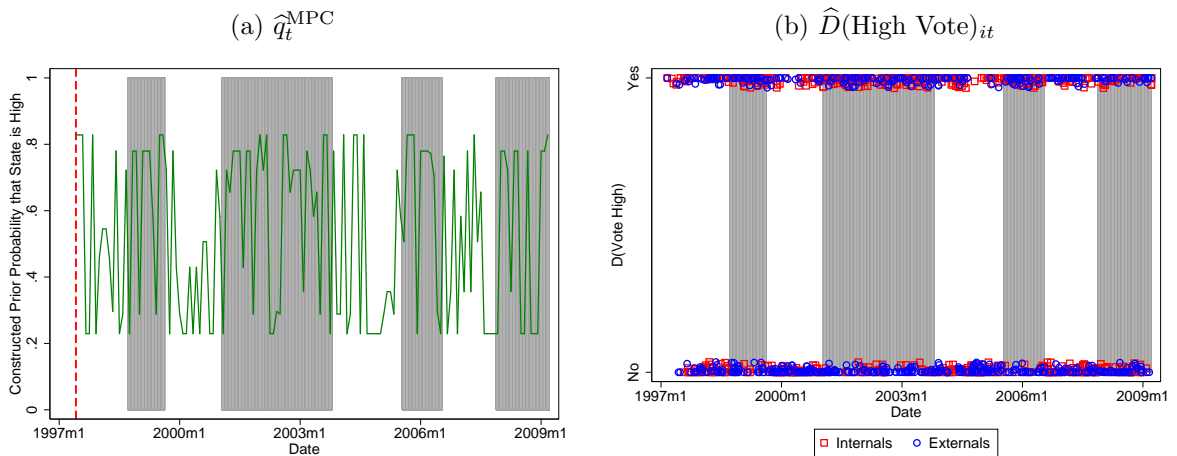 (a) q̂_t^MPC
Constructed Prior Probability that State is High
1
.8
.6
.4
.2
0
1997m1 2000m1 2003m1 2006m1 2009m1
Date
(b) D̂(High Vote)_it
D(Vote High)
Yes
No
1997m1 2000m1 2003m1 2006m1 2009m1
Date
Internals Externals